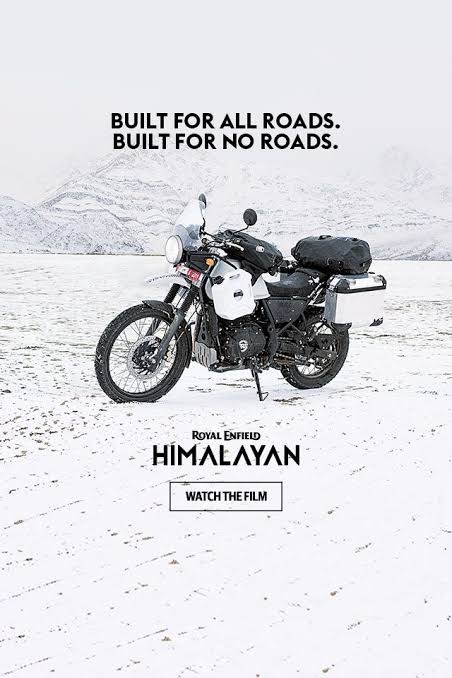 BUILT FOR ALL ROADS.
BUILT FOR NO ROADS.
ROYAL ENFIELD
HIMALAYAN
WATCH THE FILM